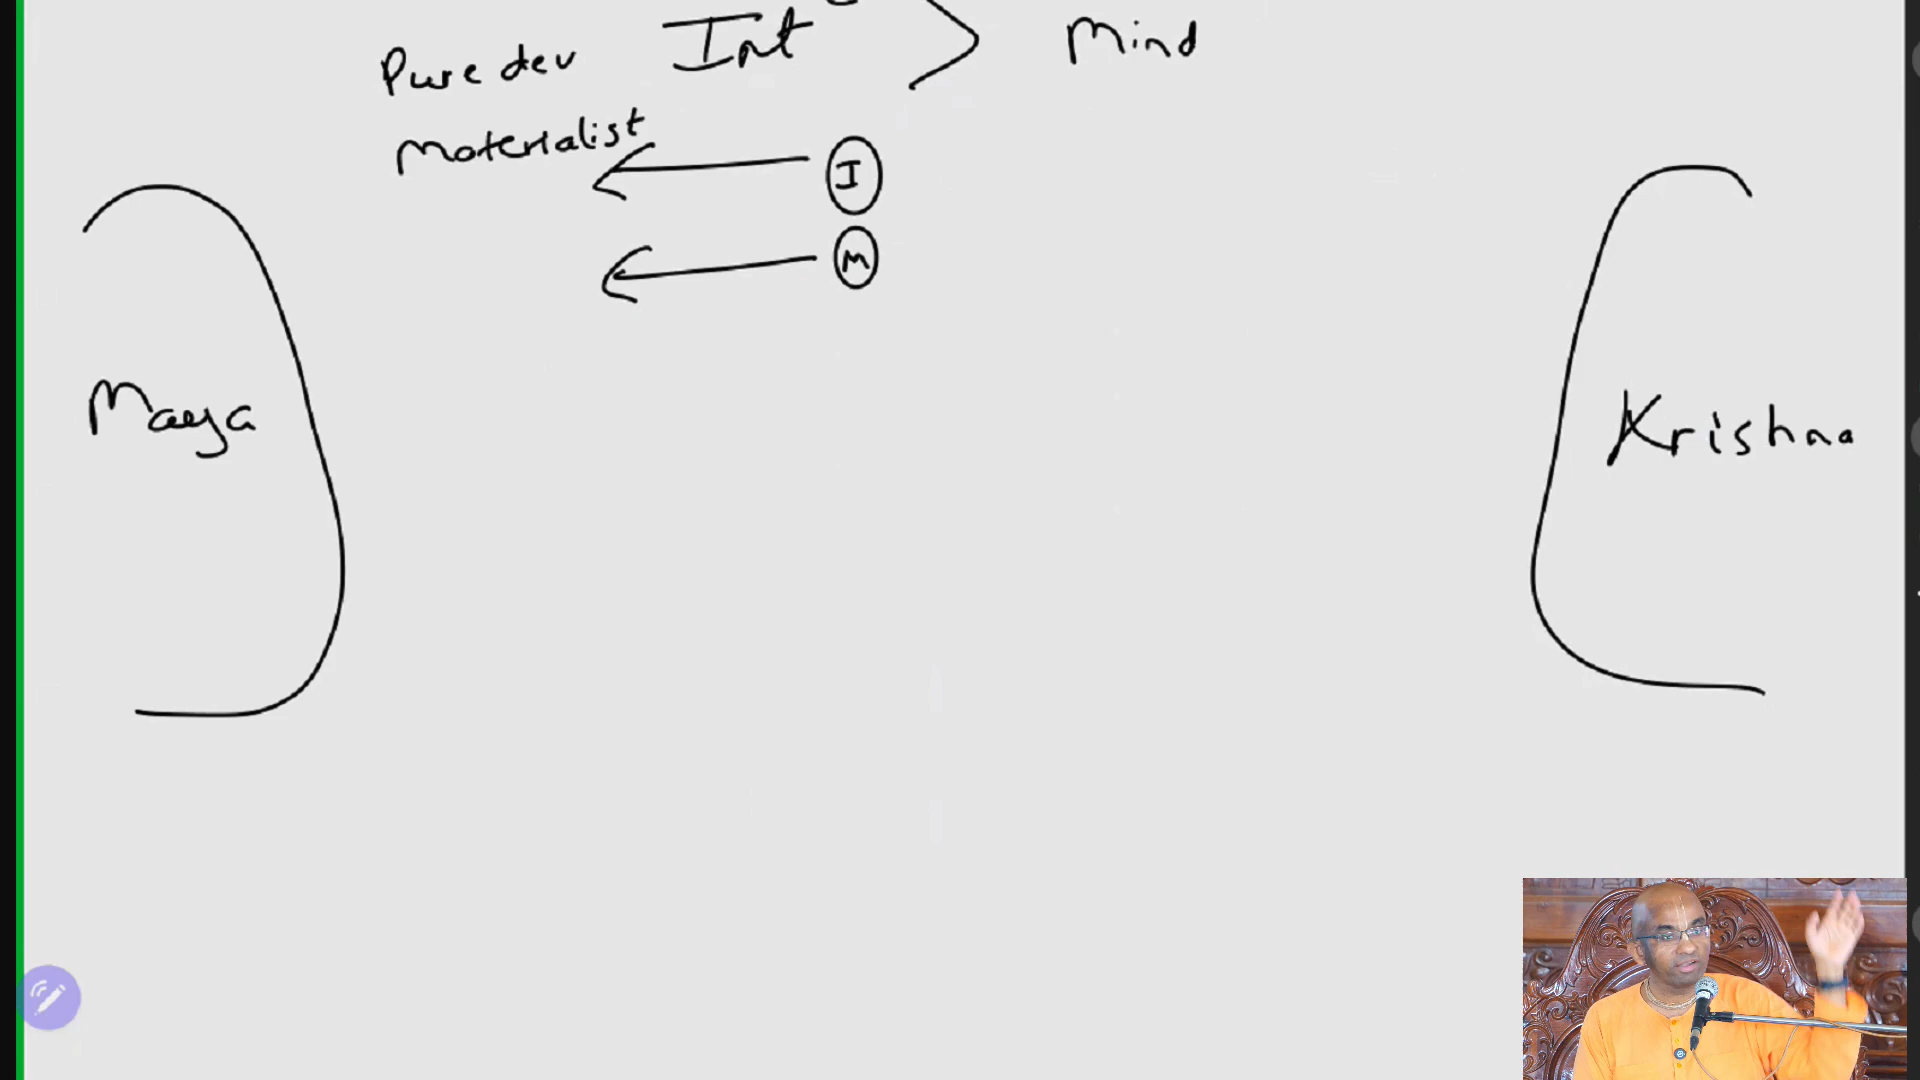 Pure dev Int > Mind
materialist
I
M
Maya
Krishna